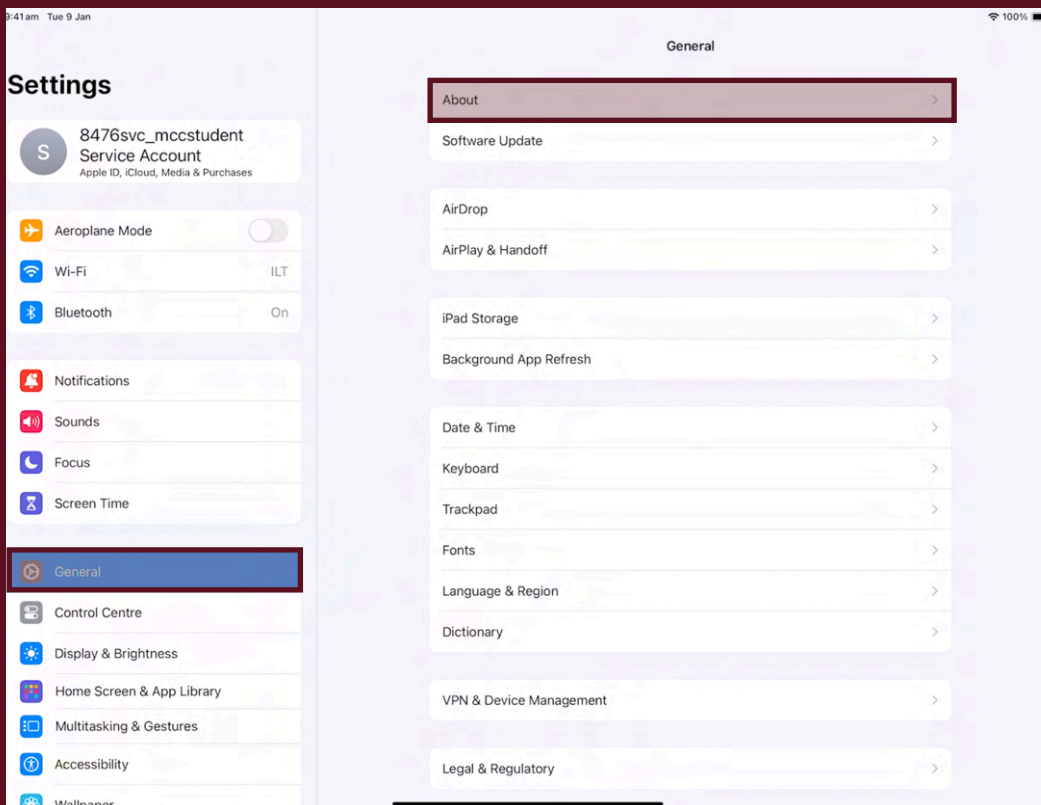 9:41 am Tue 9 Jan
100%
Settings
S
8476svc_mccstudent
Service Account
Apple ID, iCloud, Media & Purchases
Aeroplane Mode
Wi-Fi ILT
Bluetooth On
Notifications
Sounds
Focus
Screen Time
General
Control Centre
Display & Brightness
Home Screen & App Library
Multitasking & Gestures
Accessibility
Wallpaper
General
About
Software Update
AirDrop
AirPlay & Handoff
iPad Storage
Background App Refresh
Date & Time
Keyboard
Trackpad
Fonts
Language & Region
Dictionary
VPN & Device Management
Legal & Regulatory